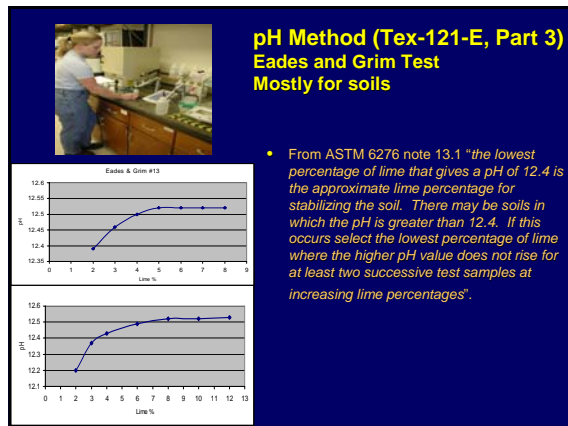 pH Method (Tex-121-E, Part 3)
Eades and Grim Test
Mostly for soils
• From ASTM 6276 note 13.1 “the lowest
percentage of lime that gives a pH of 12.4 is
the approximate lime percentage for
stabilizing the soil. There may be soils in
which the pH is greater than 12.4. If this
occurs select the lowest percentage of lime
where the higher pH value does not rise for
at least two successive test samples at
increasing lime percentages”.
Eades & Grim #13
12.6
12.55
12.5
12.45
12.4
12.35
pH
0 1 2 3 4 5 6 7 8 9
Lime %
12.6
12.5
12.4
12.3
12.2
12.1
pH
0 1 2 3 4 5 6 7 8 9 10 11 12 13
Lime %